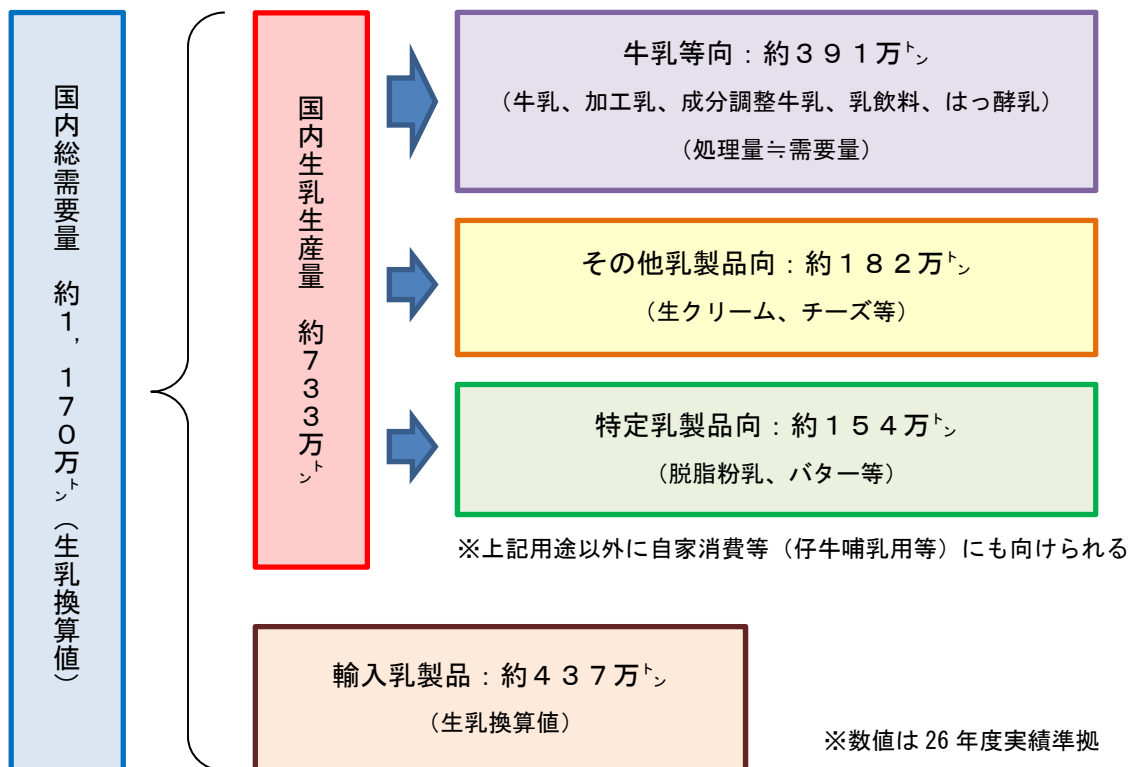 国内総需要量　約１，１７０万㌧（生乳換算値）
国内生乳生産量　約７３３万㌧
牛乳等向：約３９１万㌧
（牛乳、加工乳、成分調整牛乳、乳飲料、はっ酵乳）
（処理量≒需要量）
その他乳製品向：約１８２万㌧
（生クリーム、チーズ等）
特定乳製品向：約１５４万㌧
（脱脂粉乳、バター等）
※上記用途以外に自家消費等（仔牛哺乳用等）にも向けられる
輸入乳製品：約４３７万㌧
（生乳換算値）
※数値は 26 年度実績準拠